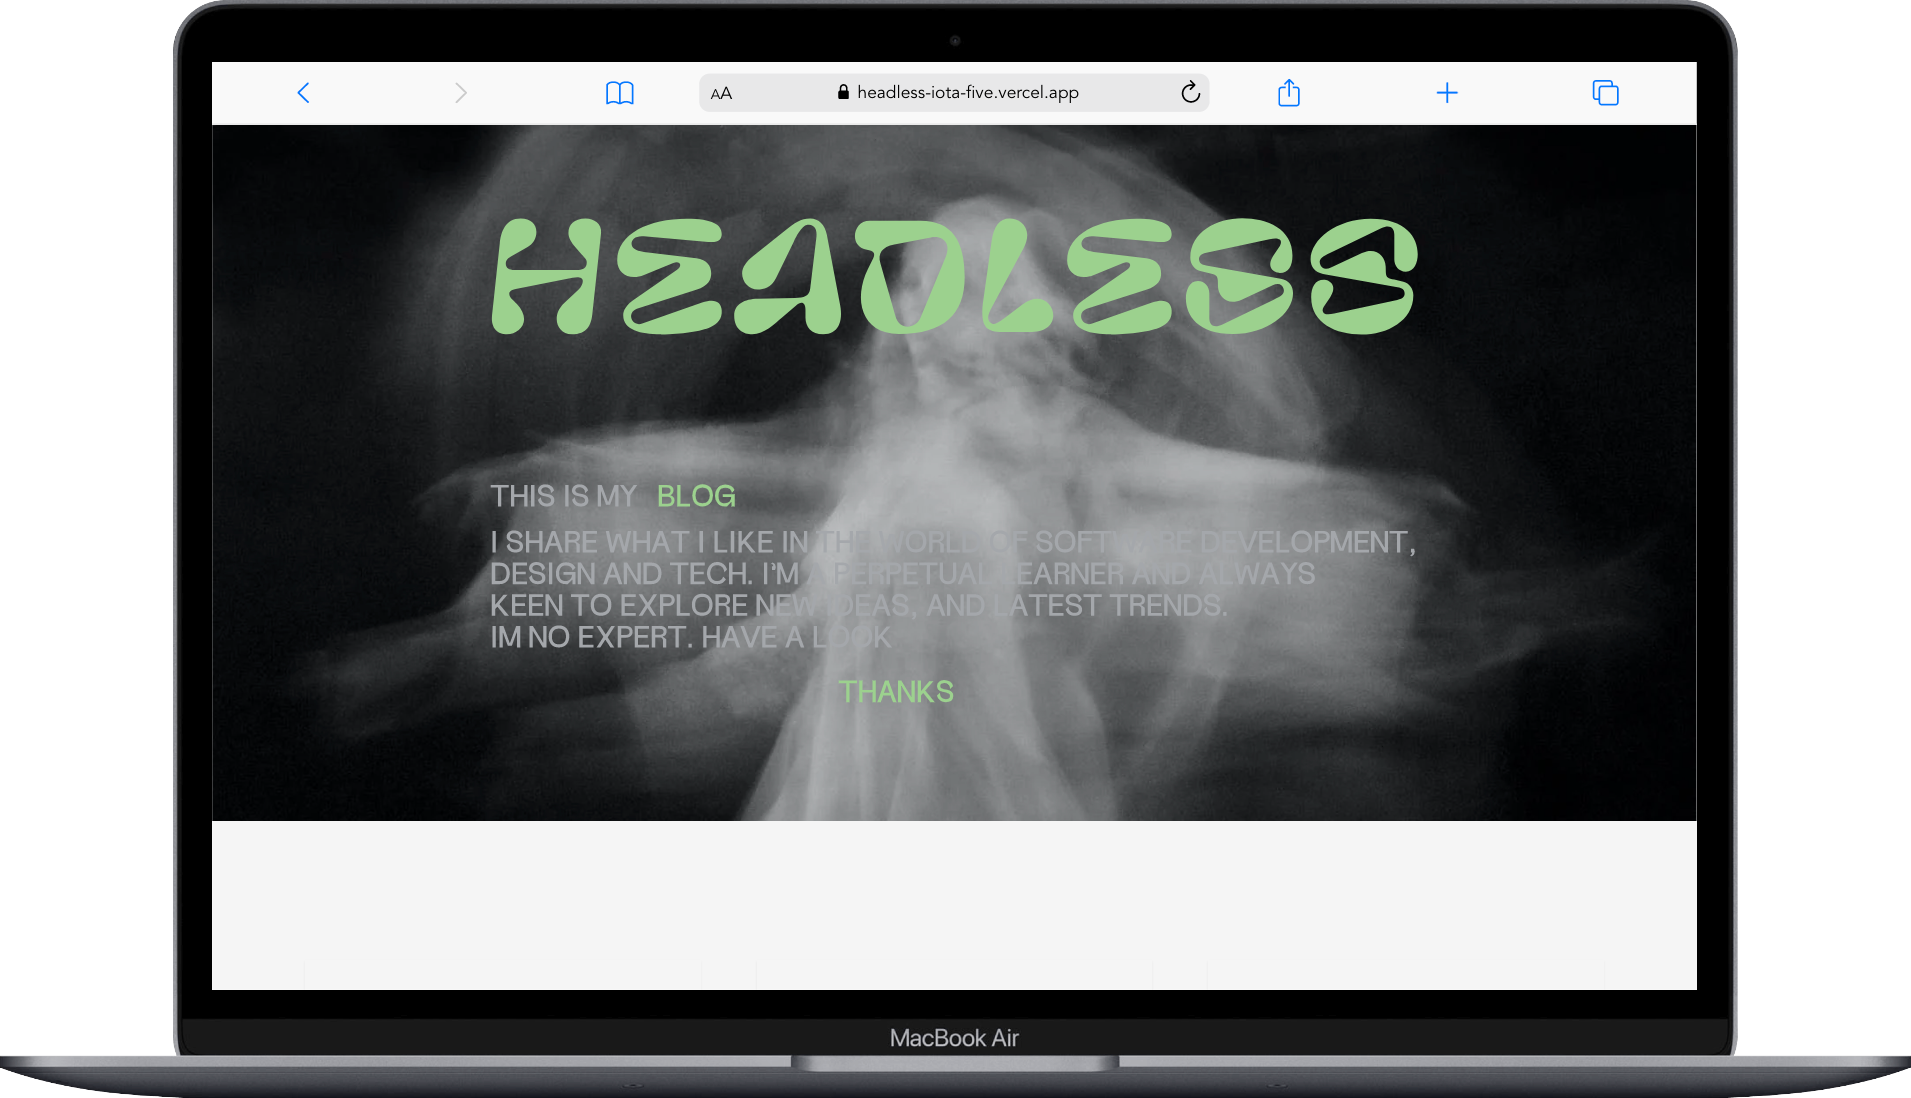 AA headless-iota-five.vercel.app
HEADLESS
THIS IS MY BLOG
I SHARE WHAT I LIKE IN THE WORLD OF SOFTWARE DEVELOPMENT,
DESIGN AND TECH. I'M A PERPETUAL LEARNER AND ALWAYS
KEEN TO EXPLORE NEW IDEAS, AND LATEST TRENDS.
IM NO EXPERT. HAVE A LOOK
THANKS
MacBook Air